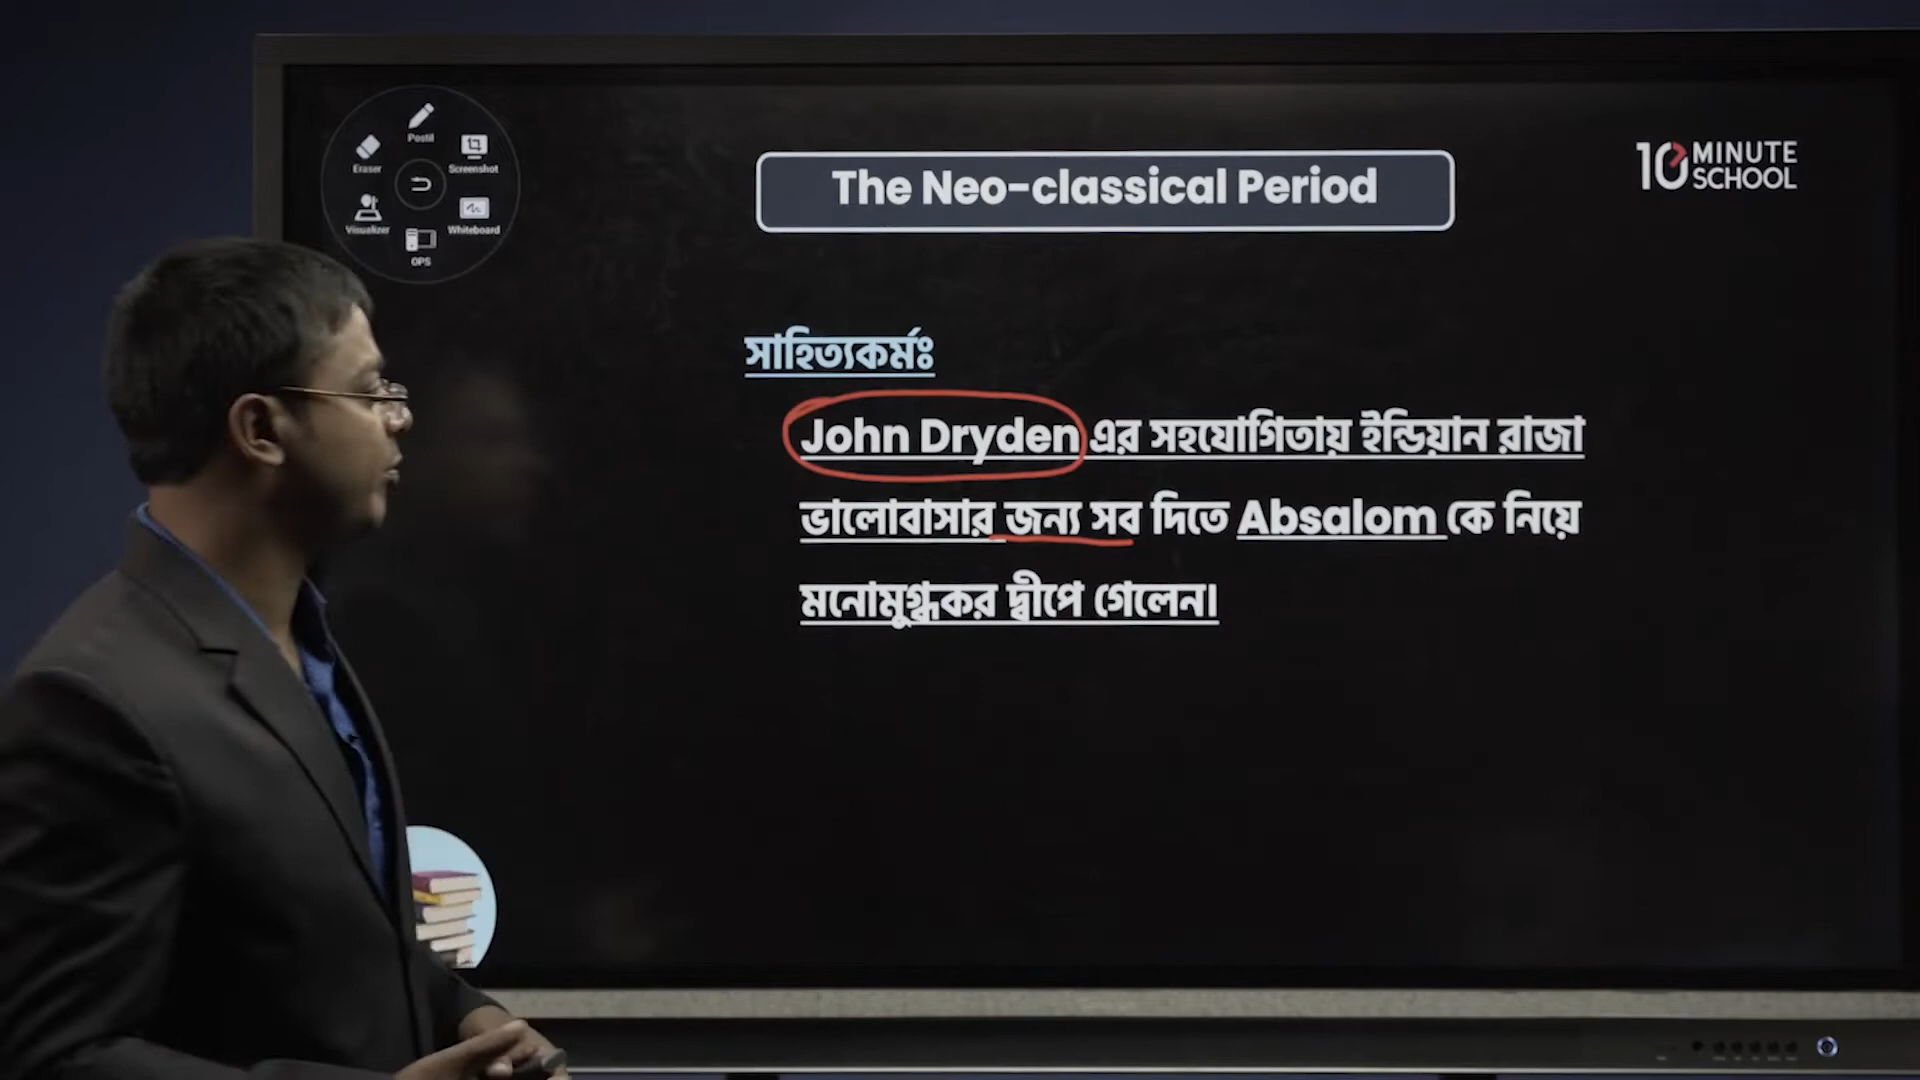 Postil
Eraser
Screenshot
Visualizer
Whiteboard
OPS
The Neo-classical Period
10 MINUTE SCHOOL
সাহিত্যকর্মঃ
John Dryden এর সহযোগিতায় ইন্ডিয়ান রাজা
ভালোবাসার জন্য সব দিতে Absalom কে নিয়ে
মনোমুগ্ধকর দ্বীপে গেলেন।